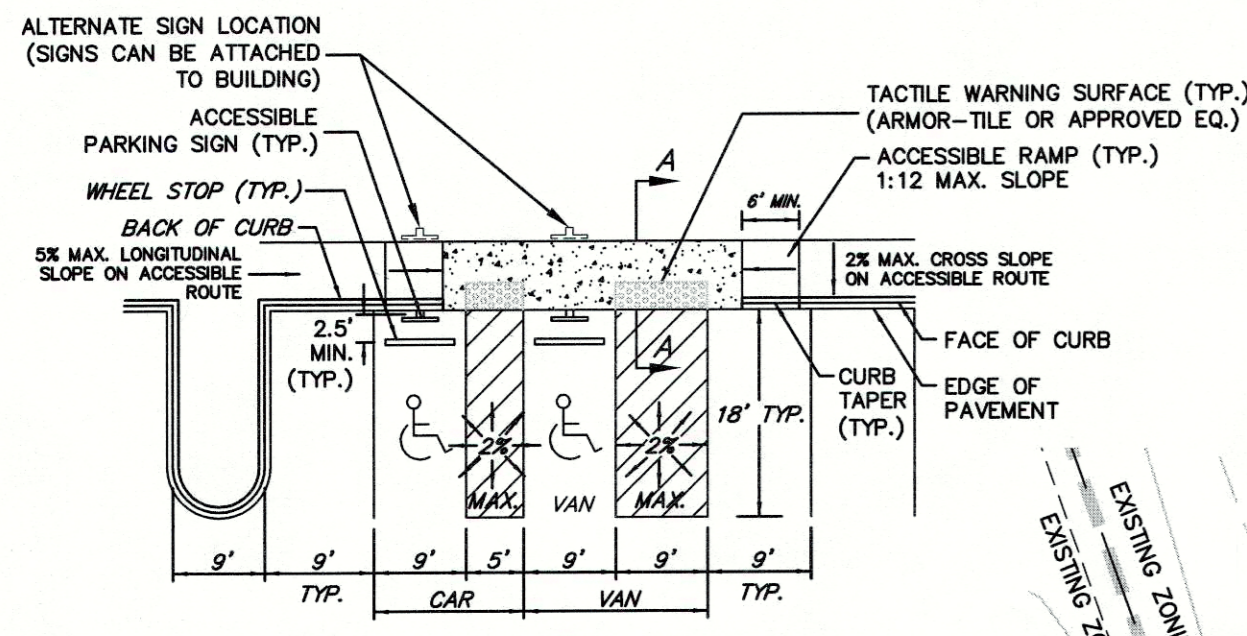 ALTERNATE SIGN LOCATION
(SIGNS CAN BE ATTACHED
TO BUILDING)
ACCESSIBLE
PARKING SIGN (TYP.)
WHEEL STOP (TYP.)
BACK OF CURB
5% MAX. LONGITUDINAL
SLOPE ON ACCESSIBLE
ROUTE
TACTILE WARNING SURFACE (TYP.)
(ARMOR-TILE OR APPROVED EQ.)
ACCESSIBLE RAMP (TYP.)
1:12 MAX. SLOPE
A
6' MIN.
2% MAX. CROSS SLOPE
ON ACCESSIBLE ROUTE
2.5'
MIN.
(TYP.)
A
FACE OF CURB
CURB
TAPER
(TYP.)
EDGE OF
PAVEMENT
18' TYP.
2%
MAX.
VAN
2%
MAX.
9'
9'
TYP.
9'
5'
9'
9'
9'
TYP.
CAR
VAN
EXISTING ZONI
EXISTING ZO